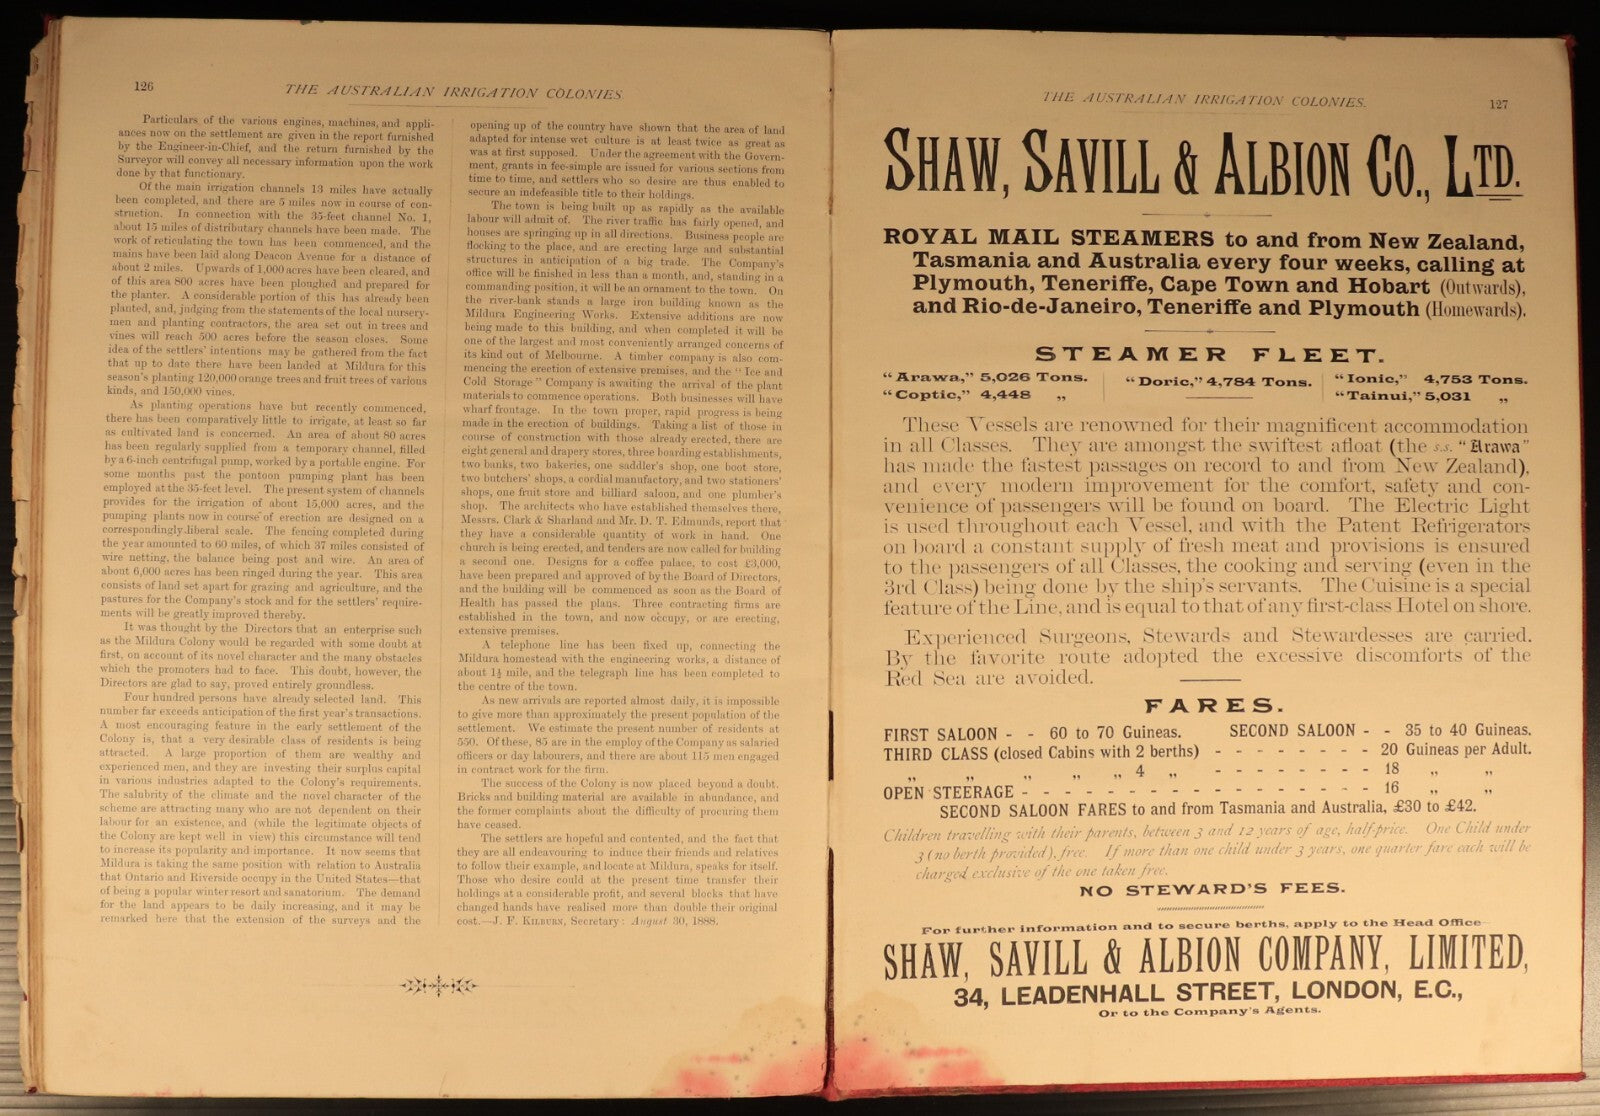 126
THE AUSTRALIAN IRRIGATION COLONIES
Particulars of the various engines, machines, and appli-
ances now on the settlement are given in the report furnished
by the Engineer-in-Chief, and the return furnished by the
Surveyor will convey all necessary information upon the work
done by that functionary.
Of the main irrigation channels 13 miles have actually
been completed, and there are 5 miles now in course of con-
struction. In connection with the 35-feet channel No. 1,
about 15 miles of distributary channels have been made. The
work of reticulating the town has been commenced, and the
mains have been laid along Deacon Avenue for a distance of
about 2 miles. Upwards of 1,000 acres have been cleared, and
of this area 800 acres have been ploughed and prepared for
the planter. A considerable portion of this has already been
planted, and, judging from the statements of the local nursery-
men and planting contractors, the area set out in trees and
vines will reach 500 acres before the season closes. Some
idea of the settlers' intentions may be gathered from the fact
that up to date there have been landed at Mildura for this
season's planting 120,000 orange trees and fruit trees of various
kinds, and 150,000 vines.
As planting operations have but recently commenced,
there has been comparatively little to irrigate, at least so far
as cultivated land is concerned. An area of about 80 acres
has been regularly supplied from a temporary channel, filled
by a 6-inch centrifugal pump, worked by a portable engine. For
some months past the pontoon pumping plant has been
employed at the 35-feet level. The present system of channels
provides for the irrigation of about 15,000 acres, and the
pumping plants now in course of erection are designed on a
correspondingly liberal scale. The fencing completed during
the year amounted to 60 miles, of which 37 miles consisted of
wire netting, the balance being post and wire. An area of
about 6,000 acres has been ringed during the year. This area
consists of land set apart for grazing and agriculture, and the
pastures for the Company's stock and for the settlers' require-
ments will be greatly improved thereby.
It was thought by the Directors that an enterprise such
as the Mildura Colony would be regarded with some doubt at
first, on account of its novel character and the many obstacles
which the promoters had to face. This doubt, however, the
Directors are glad to say, proved entirely groundless.
Four hundred persons have already selected land. This
number far exceeds anticipation of the first year's transactions.
A most encouraging feature in the early settlement of the
Colony is, that a very desirable class of residents is being
attracted. A large proportion of them are wealthy and
experienced men, and they are investing their surplus capital
in various industries adapted to the Colony's requirements.
The salubrity of the climate and the novel character of the
scheme are attracting many who are not dependent on their
labour for an existence, and (while the legitimate objects of
the Colony are kept well in view) this circumstance will tend
to increase its popularity and importance. It now seems that
Mildura is taking the same position with relation to Australia
that Ontario and Riverside occupy in the United States—that
of being a popular winter resort and sanatorium. The demand
for the land appears to be daily increasing, and it may be
remarked here that the extension of the surveys and the
opening up of the country have shown that the area of land
adapted for intense wet culture is at least twice as great as
was at first supposed. Under the agreement with the Govern-
ment, grants in fee-simple are issued for various sections from
time to time, and settlers who so desire are thus enabled to
secure an indefeasible title to their holdings.
The town is being built up as rapidly as the available
labour will admit of. The river traffic has fairly opened, and
houses are springing up in all directions. Business people are
flocking to the place, and are erecting large and substantial
structures in anticipation of a big trade. The Company's
office will be finished in less than a month, and, standing in a
commanding position, it will be an ornament to the town. On
the river-bank stands a large iron building known as the
Mildura Engineering Works. Extensive additions are now
being made to this building, and when completed it will be
one of the largest and most conveniently arranged concerns of
its kind out of Melbourne. A timber company is also com-
mencing the erection of extensive premises, and the "Ice and
Cold Storage" Company is awaiting the arrival of the plant
materials to commence operations. Both businesses will have
wharf frontage. In the town proper, rapid progress is being
made in the erection of buildings. Taking a list of those in
course of construction with those already erected, there are
eight general and drapery stores, three boarding establishments,
two banks, two bakeries, one saddler's shop, one boot store,
two butchers' shops, a cordial manufactory, and two stationers'
shops, one fruit store and billiard saloon, and one plumber's
shop. The architects who have established themselves there,
Messrs. Clark & Sharland and Mr. D. T. Edmunds, report that
they have a considerable quantity of work in hand. One
church is being erected, and tenders are now called for building
a second one. Designs for a coffee palace, to cost £3,000,
have been prepared and approved of by the Board of Directors,
and the building will be commenced as soon as the Board of
Health has passed the plans. Three contracting firms are
established in the town, and now occupy, or are erecting,
extensive premises.
A telephone line has been fixed up, connecting the
Mildura homestead with the engineering works, a distance of
about 1½ mile, and the telegraph line has been completed to
the centre of the town.
As new arrivals are reported almost daily, it is impossible
to give more than approximately the present population of the
settlement. We estimate the present number of residents at
550. Of these, 85 are in the employ of the Company as salaried
officers or day labourers, and there are about 115 men engaged
in contract work for the firm.
The success of the Colony is now placed beyond a doubt.
Bricks and building material are available in abundance, and
the former complaints about the difficulty of procuring them
have ceased.
The settlers are hopeful and contented, and the fact that
they are all endeavouring to induce their friends and relatives
to follow their example, and locate at Mildura, speaks for itself.
Those who desire could at the present time transfer their
holdings at a considerable profit, and several blocks that have
changed hands have realised more than double their original
cost.—J. F. KILBURN, Secretary: August 30, 1888.
THE AUSTRALIAN IRRIGATION COLONIES.
127
SHAW, SAVILL & ALBION CO., LTD.
ROYAL MAIL STEAMERS to and from New Zealand,
Tasmania and Australia every four weeks, calling at
Plymouth, Teneriffe, Cape Town and Hobart (Outwards),
and Rio-de-Janeiro, Teneriffe and Plymouth (Homewards).
STEAMER FLEET.
"Arawa," 5,026 Tons. "Doric," 4,784 Tons. "Ionic," 4,753 Tons.
"Coptic," 4,448 „ "Tainui," 5,031 „
These Vessels are renowned for their magnificent accommodation
in all Classes. They are amongst the swiftest afloat (the s.s. "Arawa"
has made the fastest passages on record to and from New Zealand),
and every modern improvement for the comfort, safety and con-
venience of passengers will be found on board. The Electric Light
is used throughout each Vessel, and with the Patent Refrigerators
on board a constant supply of fresh meat and provisions is ensured
to the passengers of all Classes, the cooking and serving (even in the
3rd Class) being done by the ship's servants. The Cuisine is a special
feature of the Line, and is equal to that of any first-class Hotel on shore.
Experienced Surgeons, Stewards and Stewardesses are carried.
By the favorite route adopted the excessive discomforts of the
Red Sea are avoided.
FARES.
FIRST SALOON - - 60 to 70 Guineas. SECOND SALOON - - 35 to 40 Guineas.
THIRD CLASS (closed Cabins with 2 berths) - - - - - - - - 20 Guineas per Adult.
„ „ „ „ „ 4 „ - - - - - - - - - 18 „ „
OPEN STEERAGE - - - - - - - - - - - - - - - - - 16 „ „
SECOND SALOON FARES to and from Tasmania and Australia, £30 to £42.
Children travelling with their parents, between 3 and 12 years of age, half-price. One Child under
3 (no berth provided), free. If more than one child under 3 years, one quarter fare each will be
charged exclusive of the one taken free.
NO STEWARD'S FEES.
For further information and to secure berths, apply to the Head Office—
SHAW, SAVILL & ALBION COMPANY, LIMITED,
34, LEADENHALL STREET, LONDON, E.C.,
Or to the Company's Agents.